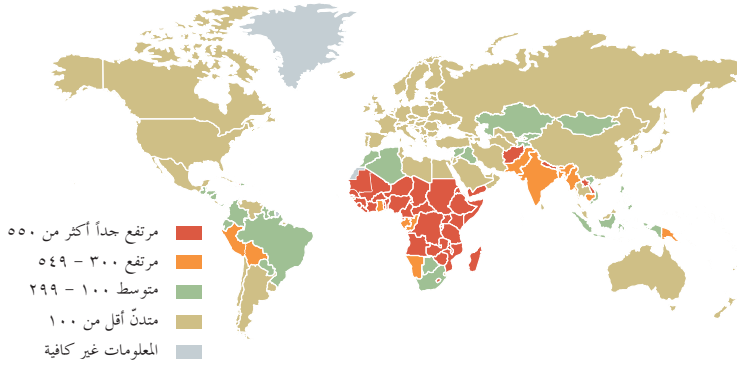 مرتفع جداً أكثر من ٥٥٠
مرتفع ٣٠٠ – ٥٤٩
متوسط ١٠٠ – ٢٩٩
متدنّ أقل من ١٠٠
المعلومات غير كافية